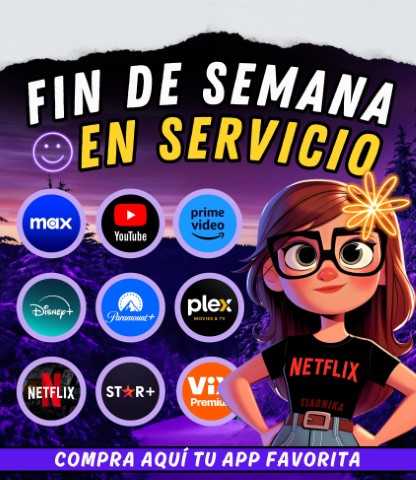 FIN DE SEMANA
EN SERVICIO
max
YouTube
prime
video
Disney+
Paramount+
plex
MOVIES & TV
NETFLIX
STAR+
ViX
Premium
NETFLIX
TIADNIKA
COMPRA AQUÍ TU APP FAVORITA